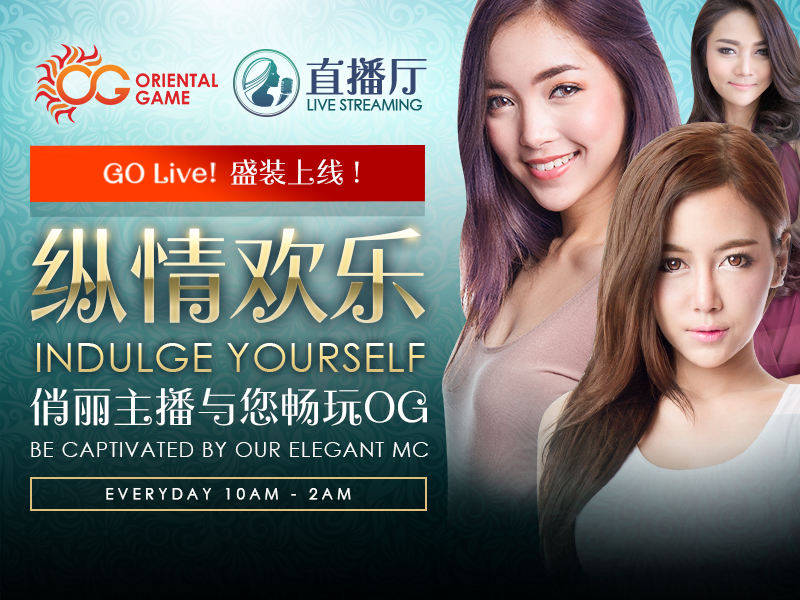 OG ORIENTAL
GAME
直播厅
LIVE STREAMING
GO Live! 盛装上线!
纵情欢乐
INDULGE YOURSELF
俏丽主播与您畅玩OG
BE CAPTIVATED BY OUR ELEGANT MC
EVERYDAY 10AM - 2AM